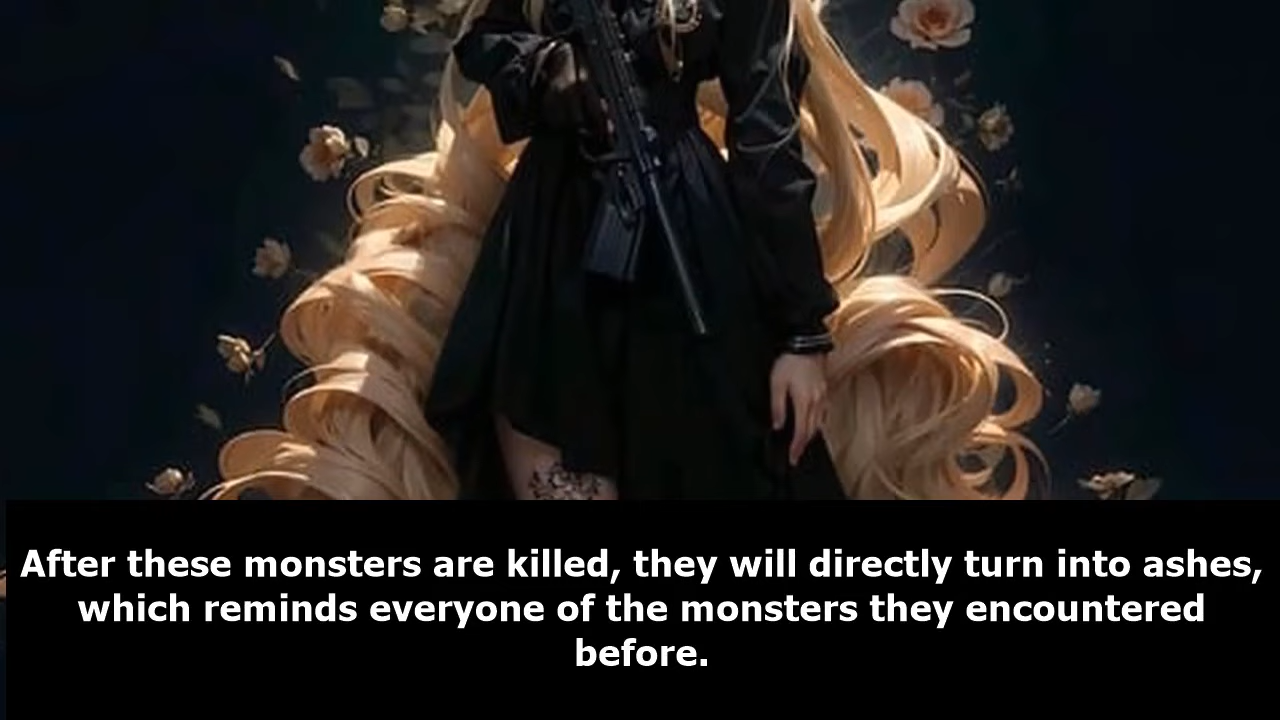 After these monsters are killed, they will directly turn into ashes,
which reminds everyone of the monsters they encountered
before.